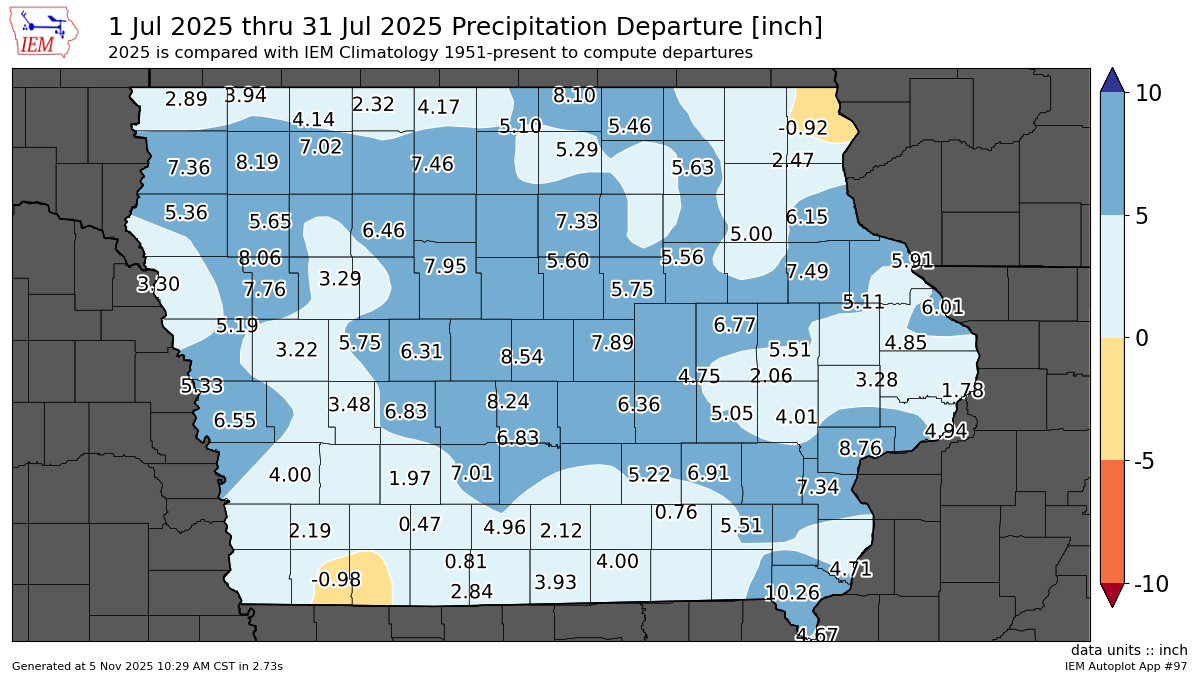 IEM
1 Jul 2025 thru 31 Jul 2025 Precipitation Departure [inch]
2025 is compared with IEM Climatology 1951-present to compute departures
2.89 3.94 2.32 4.17 8.10
4.14 5.10 5.46 -0.92
7.02 5.29 2.47
7.36 8.19 7.46 5.63
5.36 5.65 6.46 7.33 5.00 6.15
8.06 7.95 5.60 5.56 7.49 5.91
3.30 7.76 3.29 5.75 5.11 6.01
5.19 3.22 5.75 6.31 8.54 7.89 6.77 5.51 4.85
5.33 4.75 2.06 3.28 1.78
6.55 3.48 6.83 8.24 6.36 5.05 4.01
6.83 8.76 4.94
4.00 1.97 7.01 5.22 6.91 7.34
2.19 0.47 4.96 2.12 0.76 5.51
0.81 4.00 4.71
-0.98 2.84 3.93 10.26
4.67
10
5
0
-5
-10
data units :: inch
Generated at 5 Nov 2025 10:29 AM CST in 2.73s
IEM Autoplot App #97